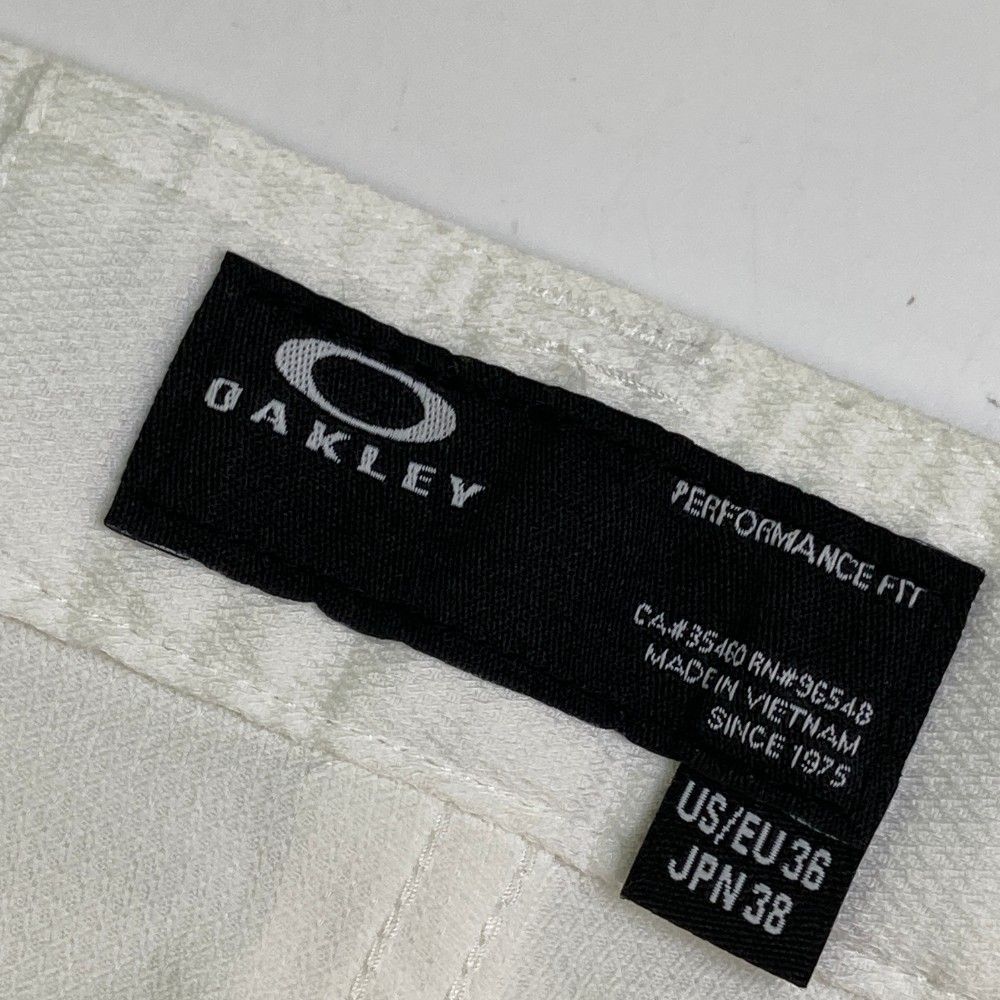 OAKLEY
PERFORMANCE FIT
CA#35460 RN#96548
MADE IN VIETNAM
SINCE 1975
US/EU 36
JPN 38